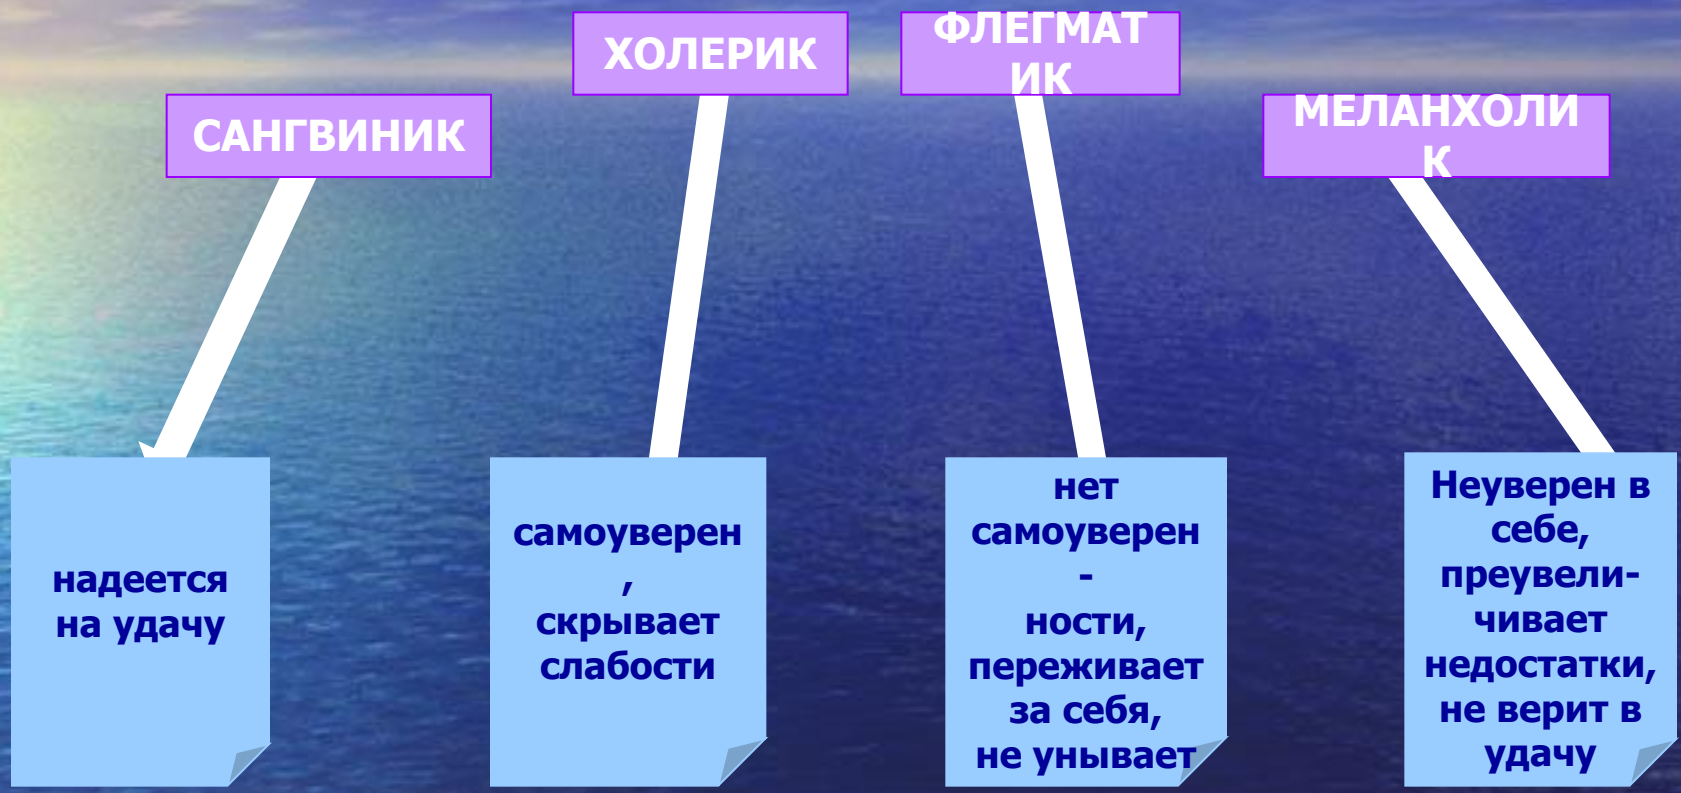 САНГВИНИК
ХОЛЕРИК
ФЛЕГМАТ
ИК
МЕЛАНХОЛИ
К
надеется
на удачу
самоуверен
,
скрывает
слабости
нет
самоуверен
-
ности,
переживает
за себя,
не унывает
Неуверен в
себе,
преувели-
чивает
недостатки,
не верит в
удачу